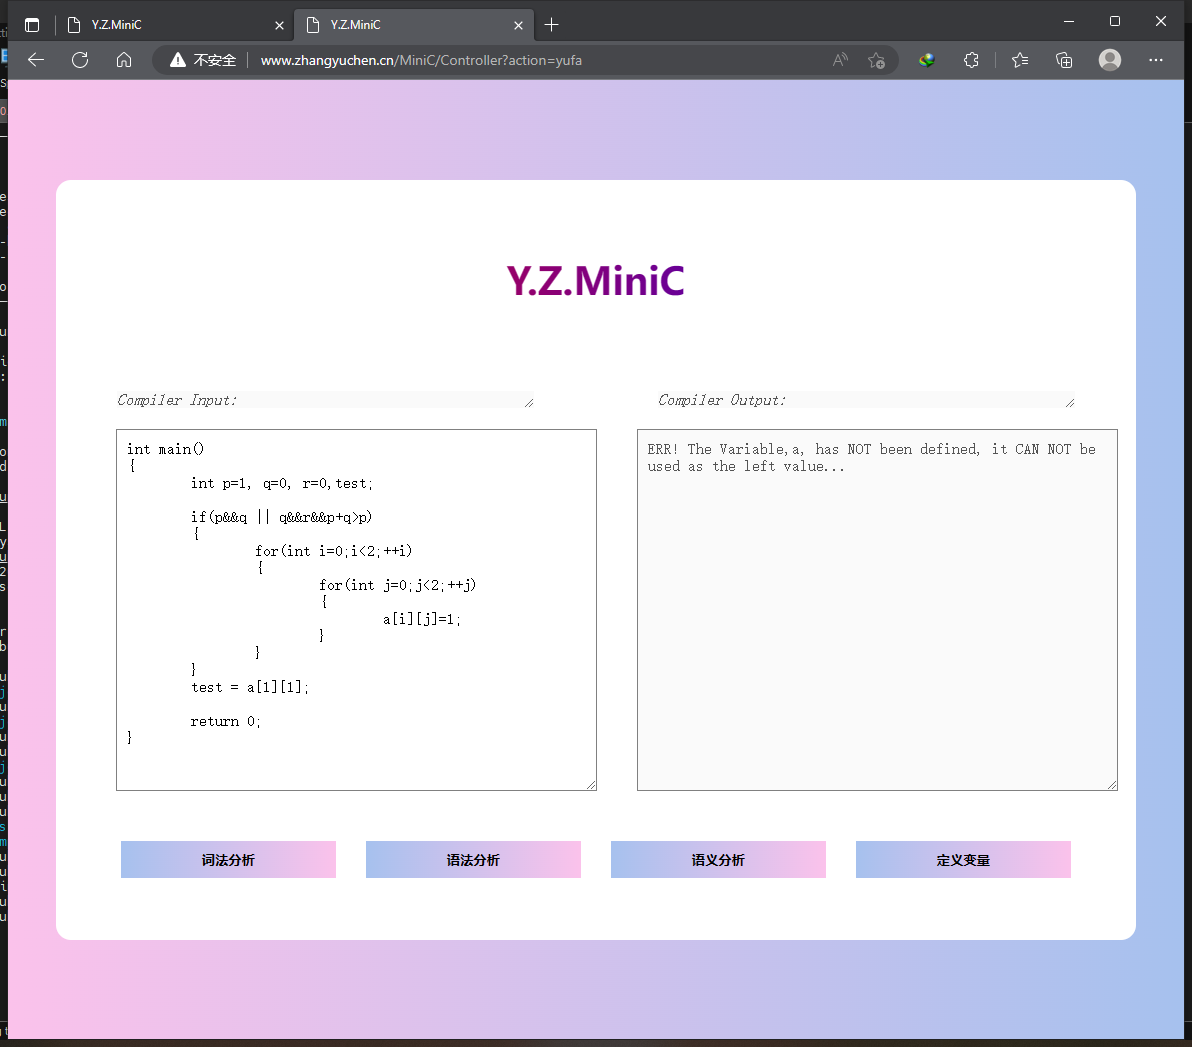 Y.Z.MiniC
Y.Z.MiniC
不安全
www.zhangyuchen.cn/MiniC/Controller?action=yufa
Y.Z.MiniC
Compiler Input:
Compiler Output:
int main()
{
int p=1, q=0, r=0,test;
if(p&&q || q&&r&&p+q>p)
{
for(int i=0;i<2;++i)
{
for(int j=0;j<2;++j)
{
a[i][j]=1;
}
}
}
test = a[1][1];
return 0;
}
ERR! The Variable,a, has NOT been defined, it CAN NOT be
used as the left value...
词法分析
语法分析
语义分析
定义变量